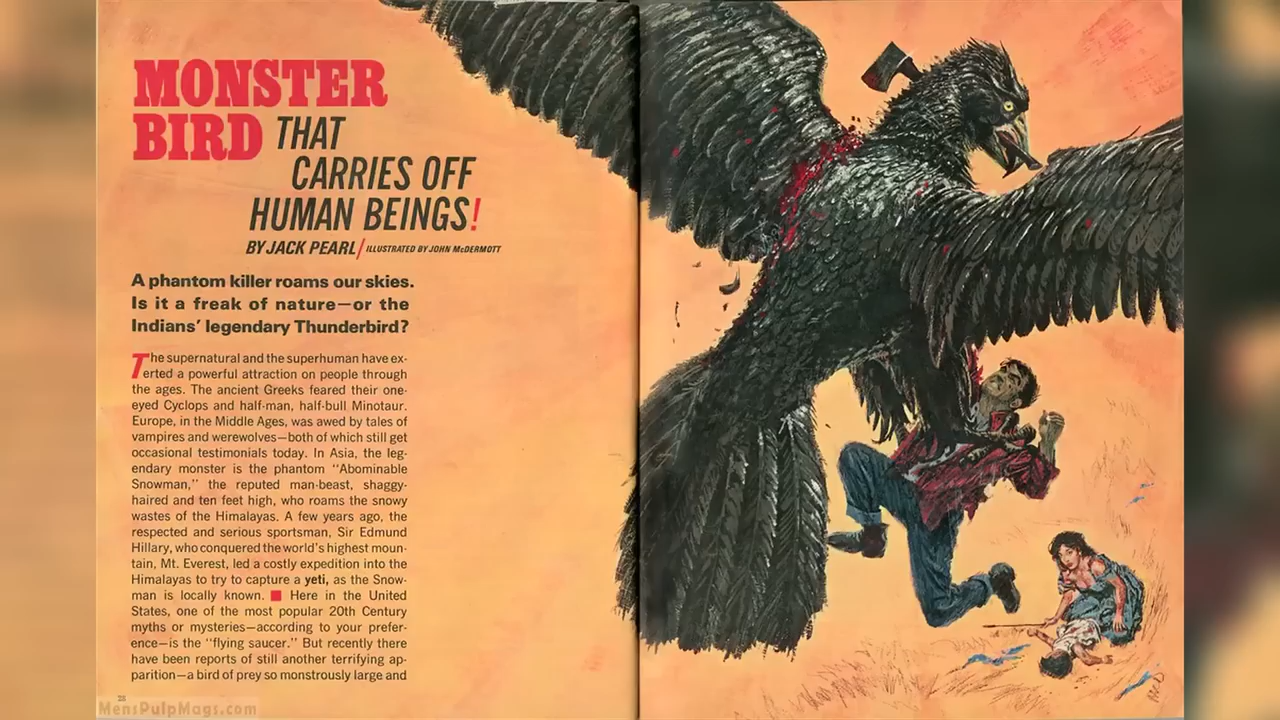 MONSTER
BIRD THAT
CARRIES OFF
HUMAN BEINGS!
BY JACK PEARL/ILLUSTRATED BY JOHN McDERMOTT
A phantom killer roams our skies.
Is it a freak of nature—or the
Indians' legendary Thunderbird?
The supernatural and the superhuman have ex-
erted a powerful attraction on people through
the ages. The ancient Greeks feared their one-
eyed Cyclops and half-man, half-bull Minotaur.
Europe, in the Middle Ages, was awed by tales of
vampires and werewolves—both of which still get
occasional testimonials today. In Asia, the leg-
endary monster is the phantom "Abominable
Snowman," the reputed man-beast, shaggy-
haired and ten feet high, who roams the snowy
wastes of the Himalayas. A few years ago, the
respected and serious sportsman, Sir Edmund
Hillary, who conquered the world's highest moun-
tain, Mt. Everest, led a costly expedition into the
Himalayas to try to capture a yeti, as the Snow-
man is locally known. ■ Here in the United
States, one of the most popular 20th Century
myths or mysteries—according to your prefer-
ence—is the "flying saucer." But recently there
have been reports of still another terrifying ap-
parition—a bird of prey so monstrously large and
28
MensPulpMags.com
McD